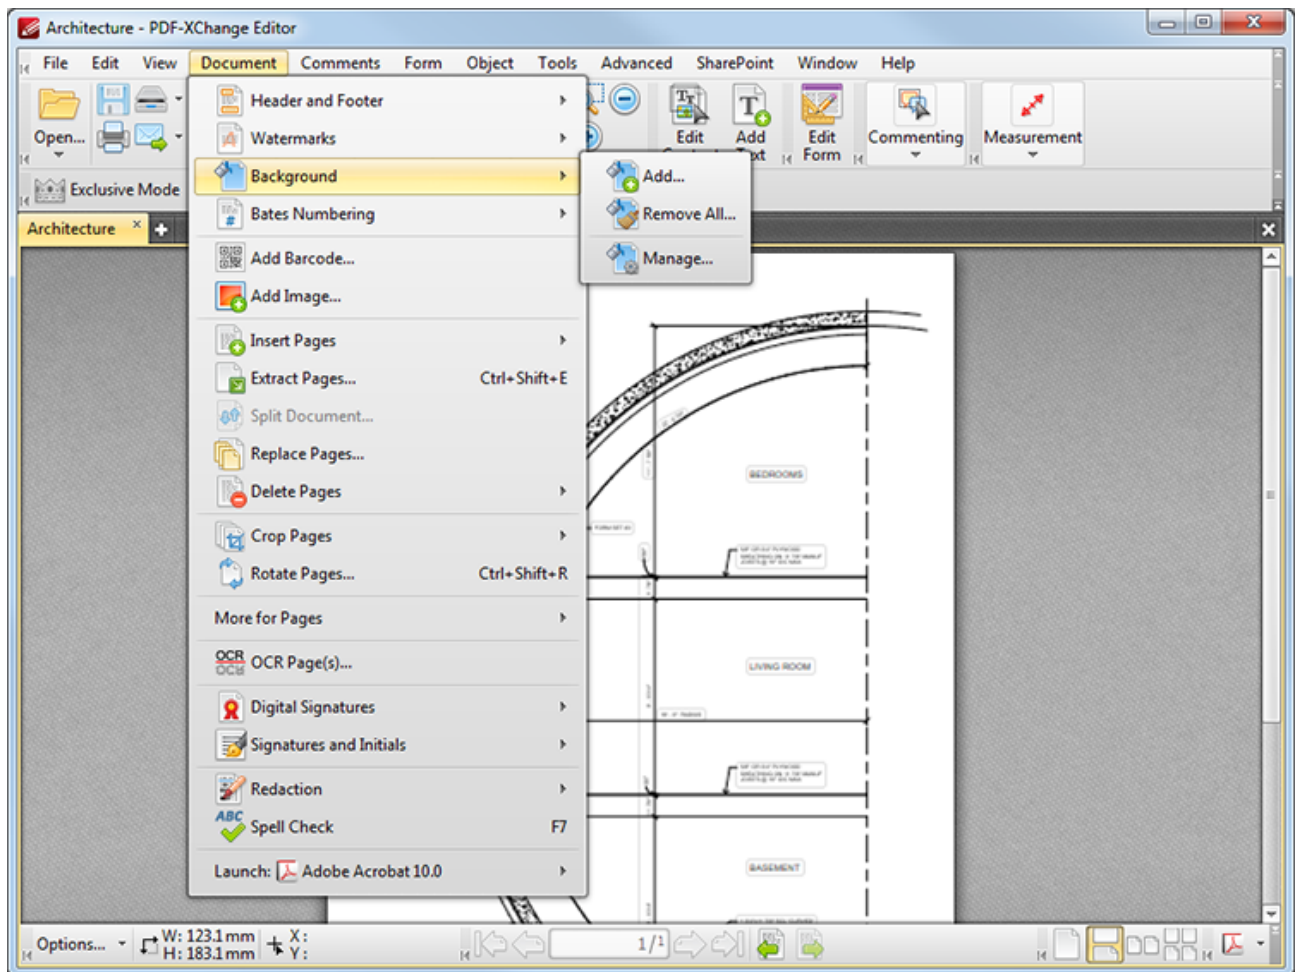 Architecture - PDF-XChange Editor
File Edit View Document Comments Form Object Tools Advanced SharePoint Window Help
Open...
Edit
Add
Text
Edit
Form
Commenting
Measurement
Exclusive Mode
Architecture
Header and Footer
Watermarks
Background
Bates Numbering
Add Barcode...
Add Image...
Insert Pages
Extract Pages... Ctrl+Shift+E
Split Document...
Replace Pages...
Delete Pages
Crop Pages
Rotate Pages... Ctrl+Shift+R
More for Pages
OCR
OCR Page(s)...
Digital Signatures
Signatures and Initials
Redaction
ABC
Spell Check F7
Launch: Adobe Acrobat 10.0
Add...
Remove All...
Manage...
BEDROOMS
LIVING ROOM
BASEMENT
Options...
W: 123.1 mm
H: 183.1 mm
X:
Y:
1/1